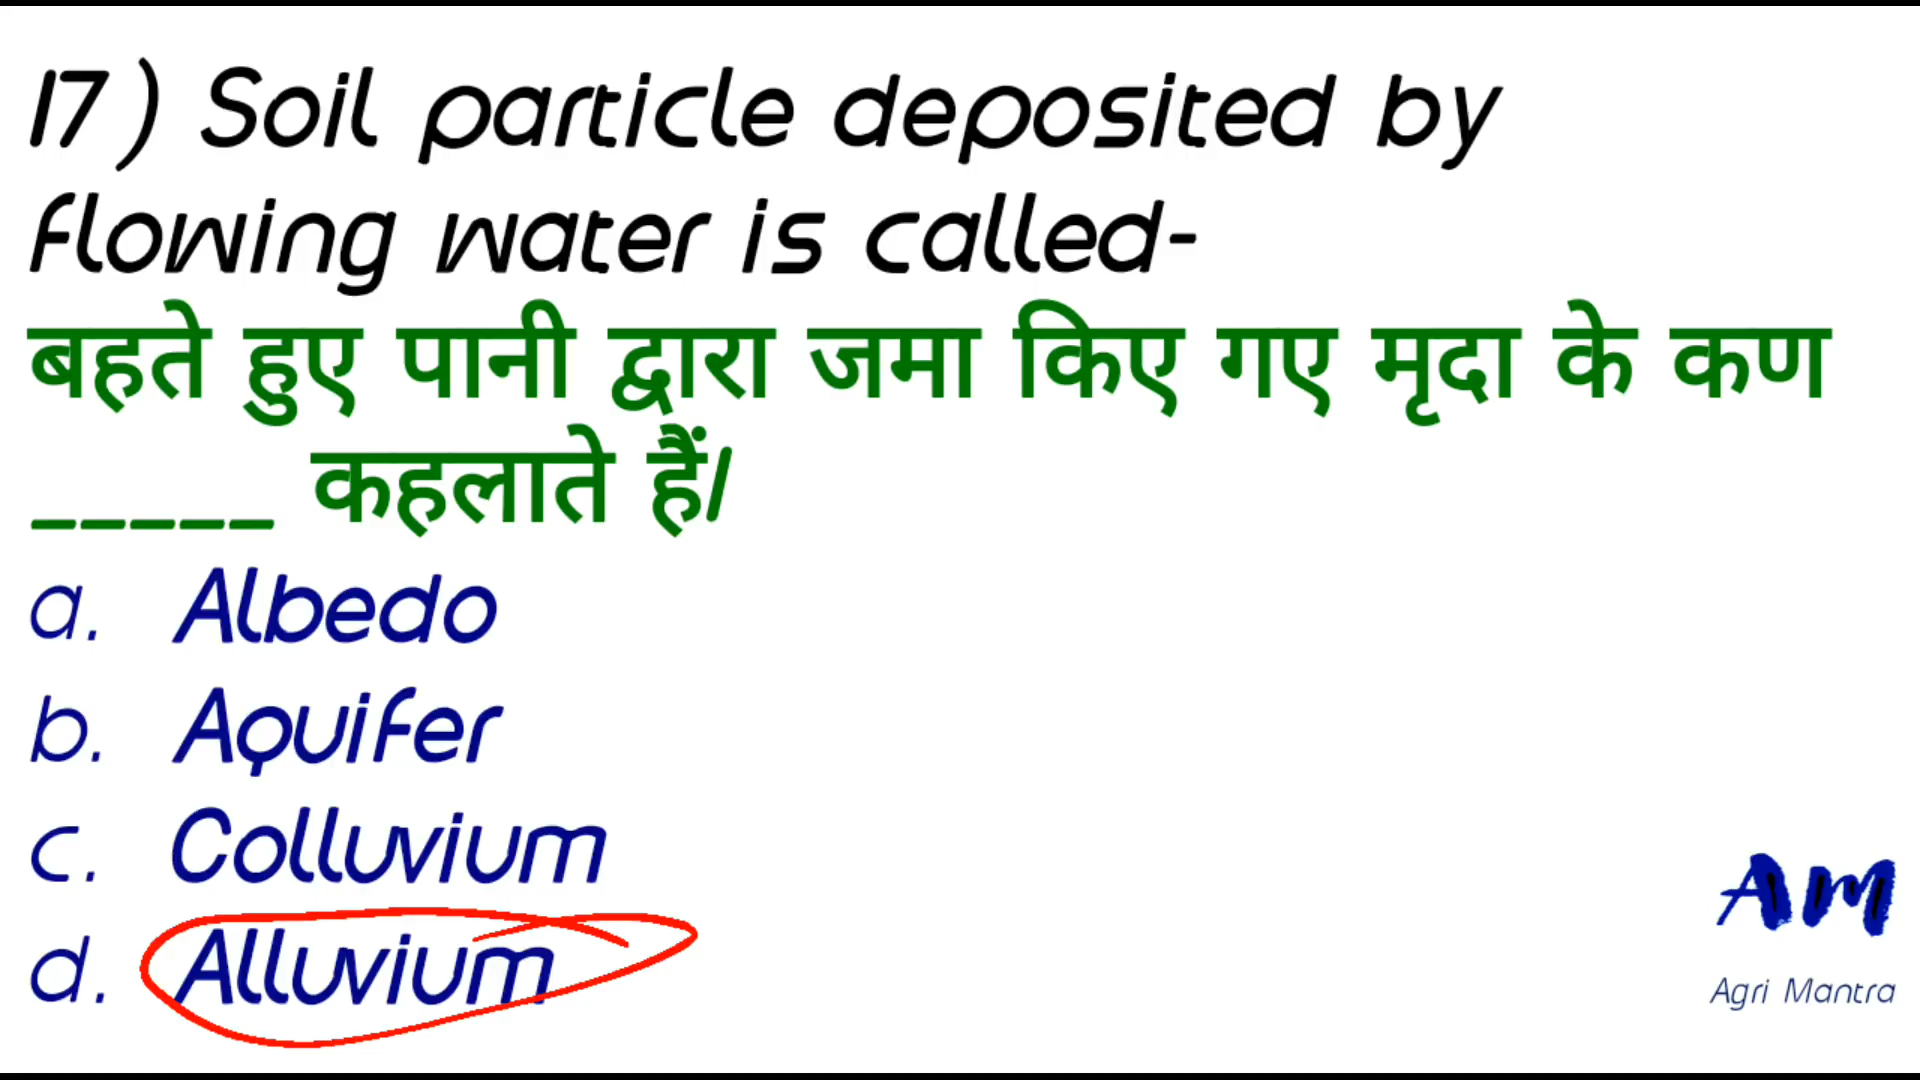 17) Soil particle deposited by
flowing water is called-
बहते हुए पानी द्वारा जमा किए गए मृदा के कण
_____ कहलाते हैं/
a. Albedo
b. Aquifer
c. Colluvium
d. Alluvium
AM
Agri Mantra